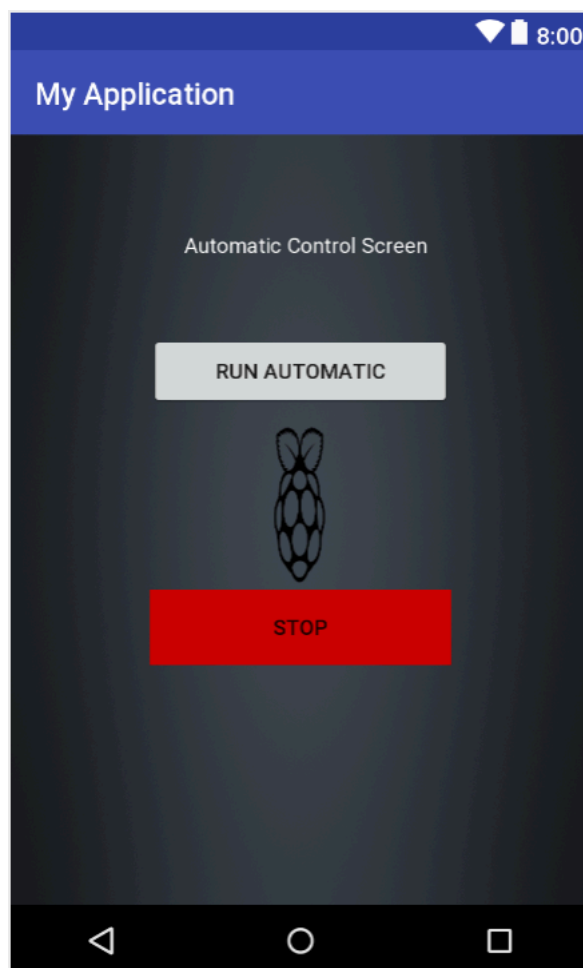 8:00
My Application
Automatic Control Screen
RUN AUTOMATIC
STOP